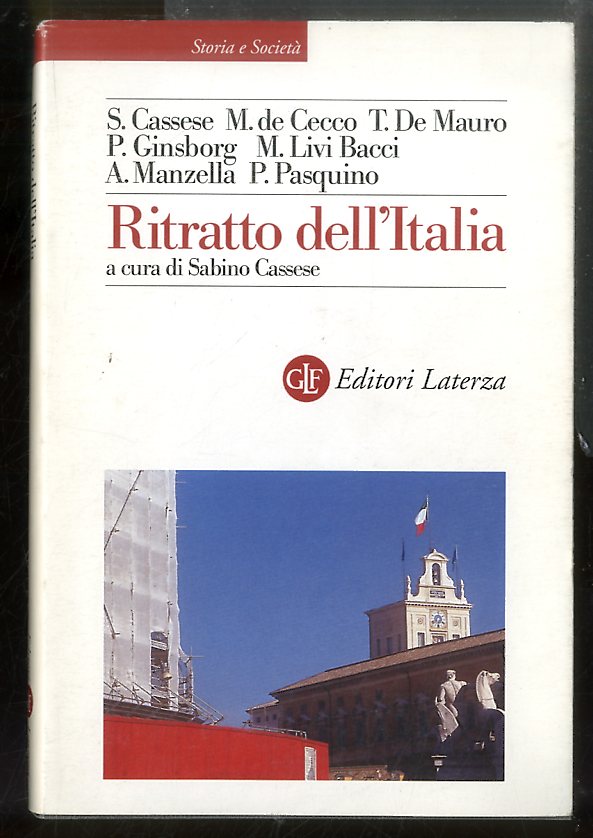 Storia e Società
S. Cassese M. de Cecco T. De Mauro
P. Ginsborg M. Livi Bacci
A. Manzella P. Pasquino
Ritratto dell'Italia
a cura di Sabino Cassese
GLF Editori Laterza